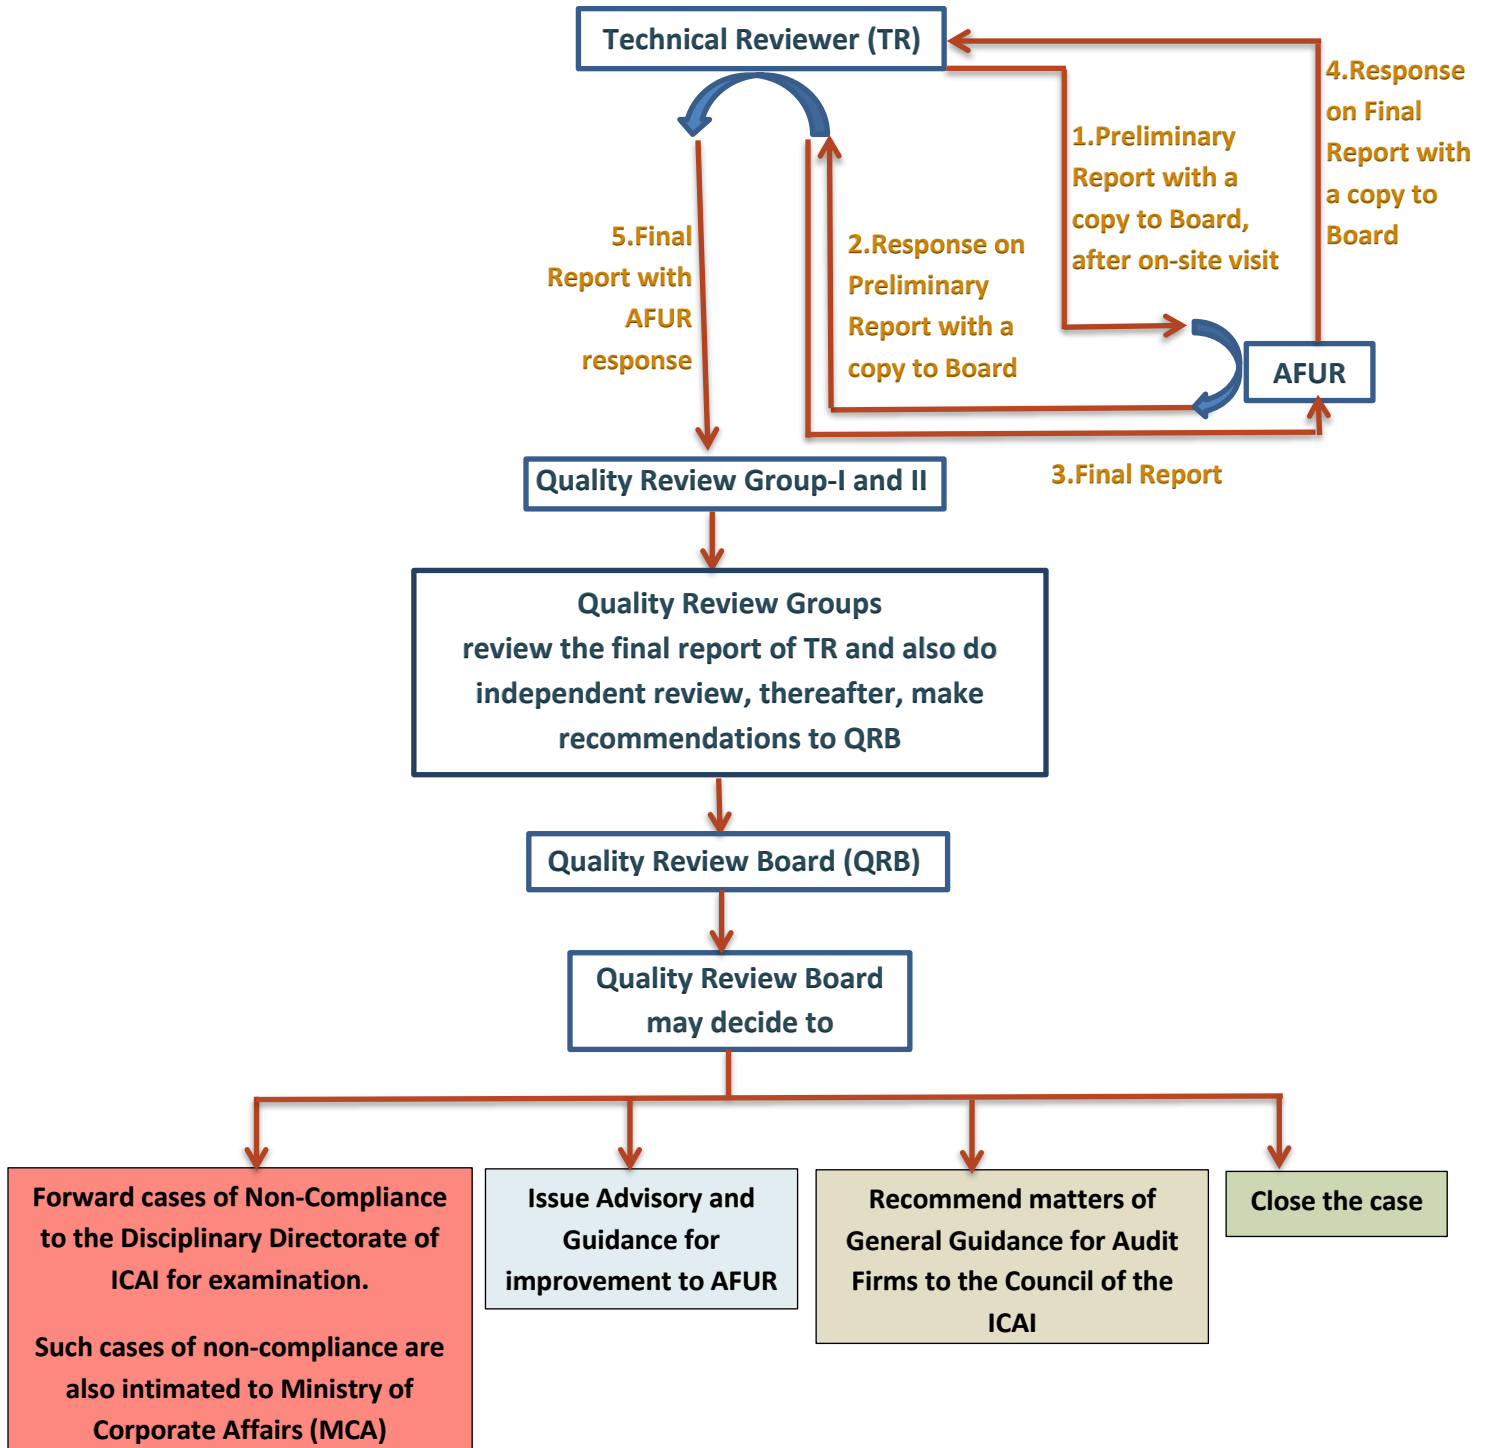 Technical Reviewer (TR)
4.Response
on Final
Report with
a copy to
Board
1.Preliminary
Report with a
copy to Board,
after on-site visit
5.Final
Report with
AFUR
response
2.Response on
Preliminary
Report with a
copy to Board
AFUR
3.Final Report
Quality Review Group-I and II
Quality Review Groups
review the final report of TR and also do
independent review, thereafter, make
recommendations to QRB
Quality Review Board (QRB)
Quality Review Board
may decide to
Forward cases of Non-Compliance
to the Disciplinary Directorate of
ICAI for examination.
Such cases of non-compliance are
also intimated to Ministry of
Corporate Affairs (MCA)
Issue Advisory and
Guidance for
improvement to AFUR
Recommend matters of
General Guidance for Audit
Firms to the Council of the
ICAI
Close the case